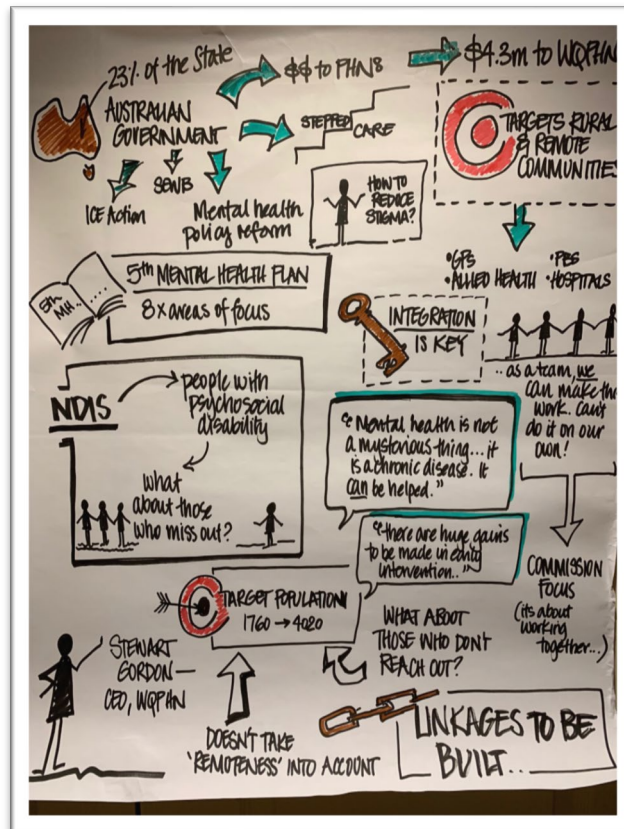 23% of the State
AUSTRALIAN
GOVERNMENT
$$ to PHNs
$4.3m to WQPHN
STEPPED
CARE
TARGETS RURAL
& REMOTE
COMMUNITIES
ICE Action
SEWB
Mental health
policy reform
HOW TO
REDUCE
STIGMA?
5th
MH..
5th MENTAL HEALTH PLAN
8x areas of focus
INTEGRATION
IS KEY
•GPs
•ALLIED HEALTH
•HOSPITALS
.. as a team, we
can make this
work. Can't
do it on our
own!
NDIS
people with
psychosocial
disability
what
about those
who miss out?
"Mental health is not
a mysterious thing... it
is a chronic disease. It
can be helped."
"there are huge gains
to be made in early
intervention.."
COMMISSION
FOCUS
(its about
working
together...)
TARGET POPULATION
1760 → 4020
STEWART
GORDON —
CEO, WQPHN
DOESN'T TAKE
'REMOTENESS' INTO ACCOUNT
WHAT ABOUT
THOSE WHO DON'T
REACH OUT?
LINKAGES TO BE
BUILT...